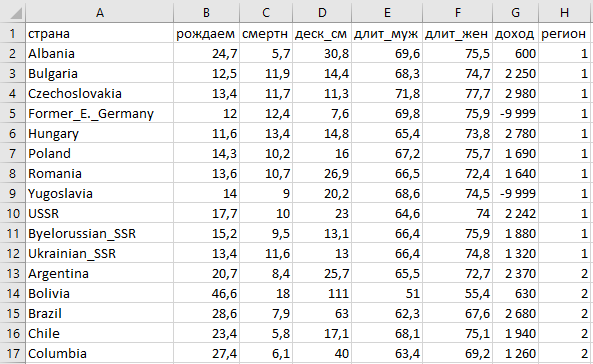 A B C D E F G H
1 страна рождаем смертн деск_см длит_муж длит_жен доход регион
2 Albania 24,7 5,7 30,8 69,6 75,5 600 1
3 Bulgaria 12,5 11,9 14,4 68,3 74,7 2 250 1
4 Czechoslovakia 13,4 11,7 11,3 71,8 77,7 2 980 1
5 Former_E._Germany 12 12,4 7,6 69,8 75,9 -9 999 1
6 Hungary 11,6 13,4 14,8 65,4 73,8 2 780 1
7 Poland 14,3 10,2 16 67,2 75,7 1 690 1
8 Romania 13,6 10,7 26,9 66,5 72,4 1 640 1
9 Yugoslavia 14 9 20,2 68,6 74,5 -9 999 1
10 USSR 17,7 10 23 64,6 74 2 242 1
11 Byelorussian_SSR 15,2 9,5 13,1 66,4 75,9 1 880 1
12 Ukrainian_SSR 13,4 11,6 13 66,4 74,8 1 320 1
13 Argentina 20,7 8,4 25,7 65,5 72,7 2 370 2
14 Bolivia 46,6 18 111 51 55,4 630 2
15 Brazil 28,6 7,9 63 62,3 67,6 2 680 2
16 Chile 23,4 5,8 17,1 68,1 75,1 1 940 2
17 Columbia 27,4 6,1 40 63,4 69,2 1 260 2